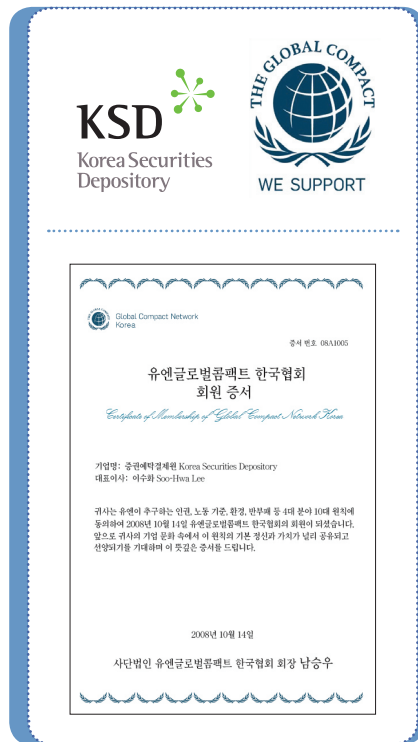 KSD
Korea Securities
Depository
THE GLOBAL COMPACT
WE SUPPORT
Global Compact Network
Korea
증서 번호 08A1005
유엔글로벌콤팩트 한국협회
회원 증서
Certificate of Membership of Global Compact Network Korea
기업명: 증권예탁결제원 Korea Securities Depository
대표이사: 이수화 Soo-Hwa Lee
귀사는 유엔이 추구하는 인권, 노동 기준, 환경, 반부패 등 4대 분야 10대 원칙에
동의하여 2008년 10월 14일 유엔글로벌콤팩트 한국협회의 회원이 되셨습니다.
앞으로 귀사의 기업 문화 속에서 이 원칙의 기본 정신과 가치가 널리 공유되고
선양되기를 기대하며 이 뜻깊은 증서를 드립니다.
2008년 10월 14일
사단법인 유엔글로벌콤팩트 한국협회 회장 남승우